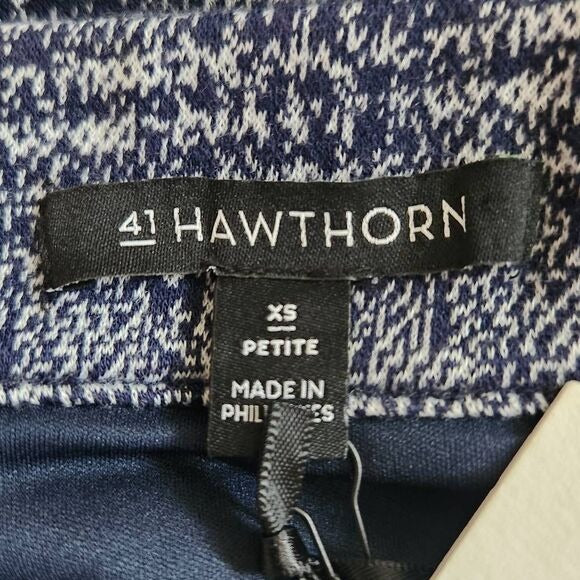 41 HAWTHORN
XS
PETITE
MADE IN